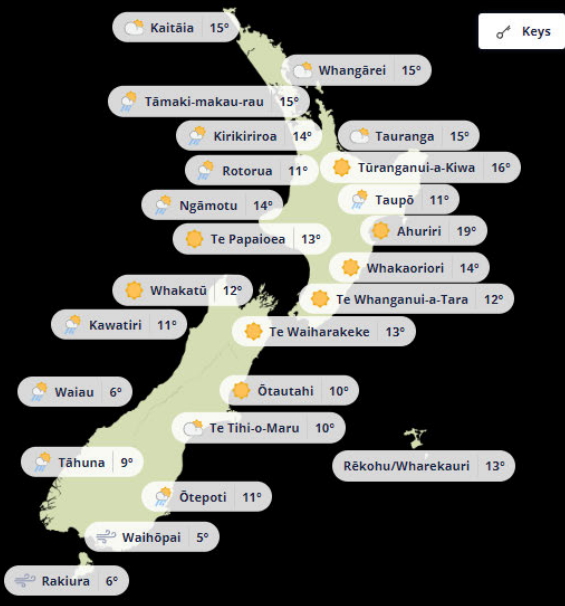 Kaitāia 15°
Keys
Whangārei 15°
Tāmaki-makau-rau 15°
Kirikiriroa 14°
Tauranga 15°
Rotorua 11°
Tūranganui-a-Kiwa 16°
Ngāmotu 14°
Taupō 11°
Te Papaioea 13°
Ahuriri 19°
Whakaoriori 14°
Whakatū 12°
Te Whanganui-a-Tara 12°
Kawatiri 11°
Te Waiharakeke 13°
Waiau 6°
Ōtautahi 10°
Te Tihi-o-Maru 10°
Tāhuna 9°
Rēkohu/Wharekauri 13°
Ōtepoti 11°
Waihōpai 5°
Rakiura 6°